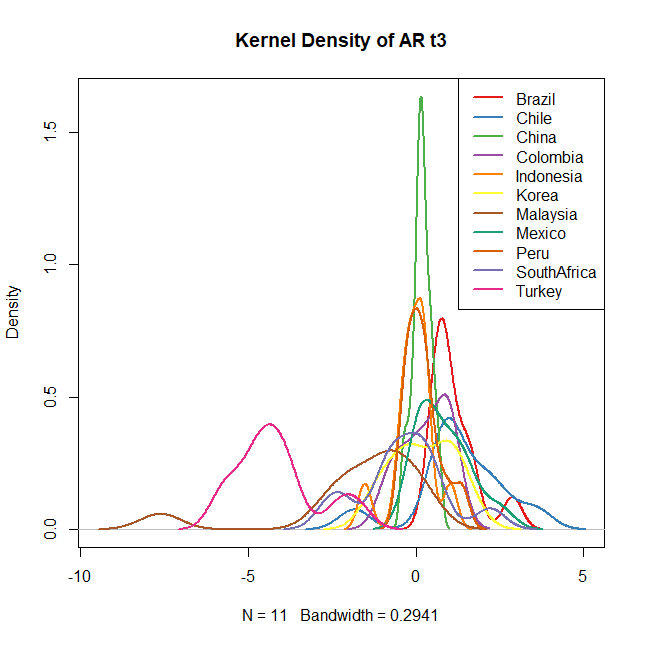 Kernel Density of AR t3
Brazil
Chile
China
Colombia
Indonesia
Korea
Malaysia
Mexico
Peru
SouthAfrica
Turkey
Density
1.5
1.0
0.5
0.0
-10 -5 0 5
N = 11 Bandwidth = 0.2941